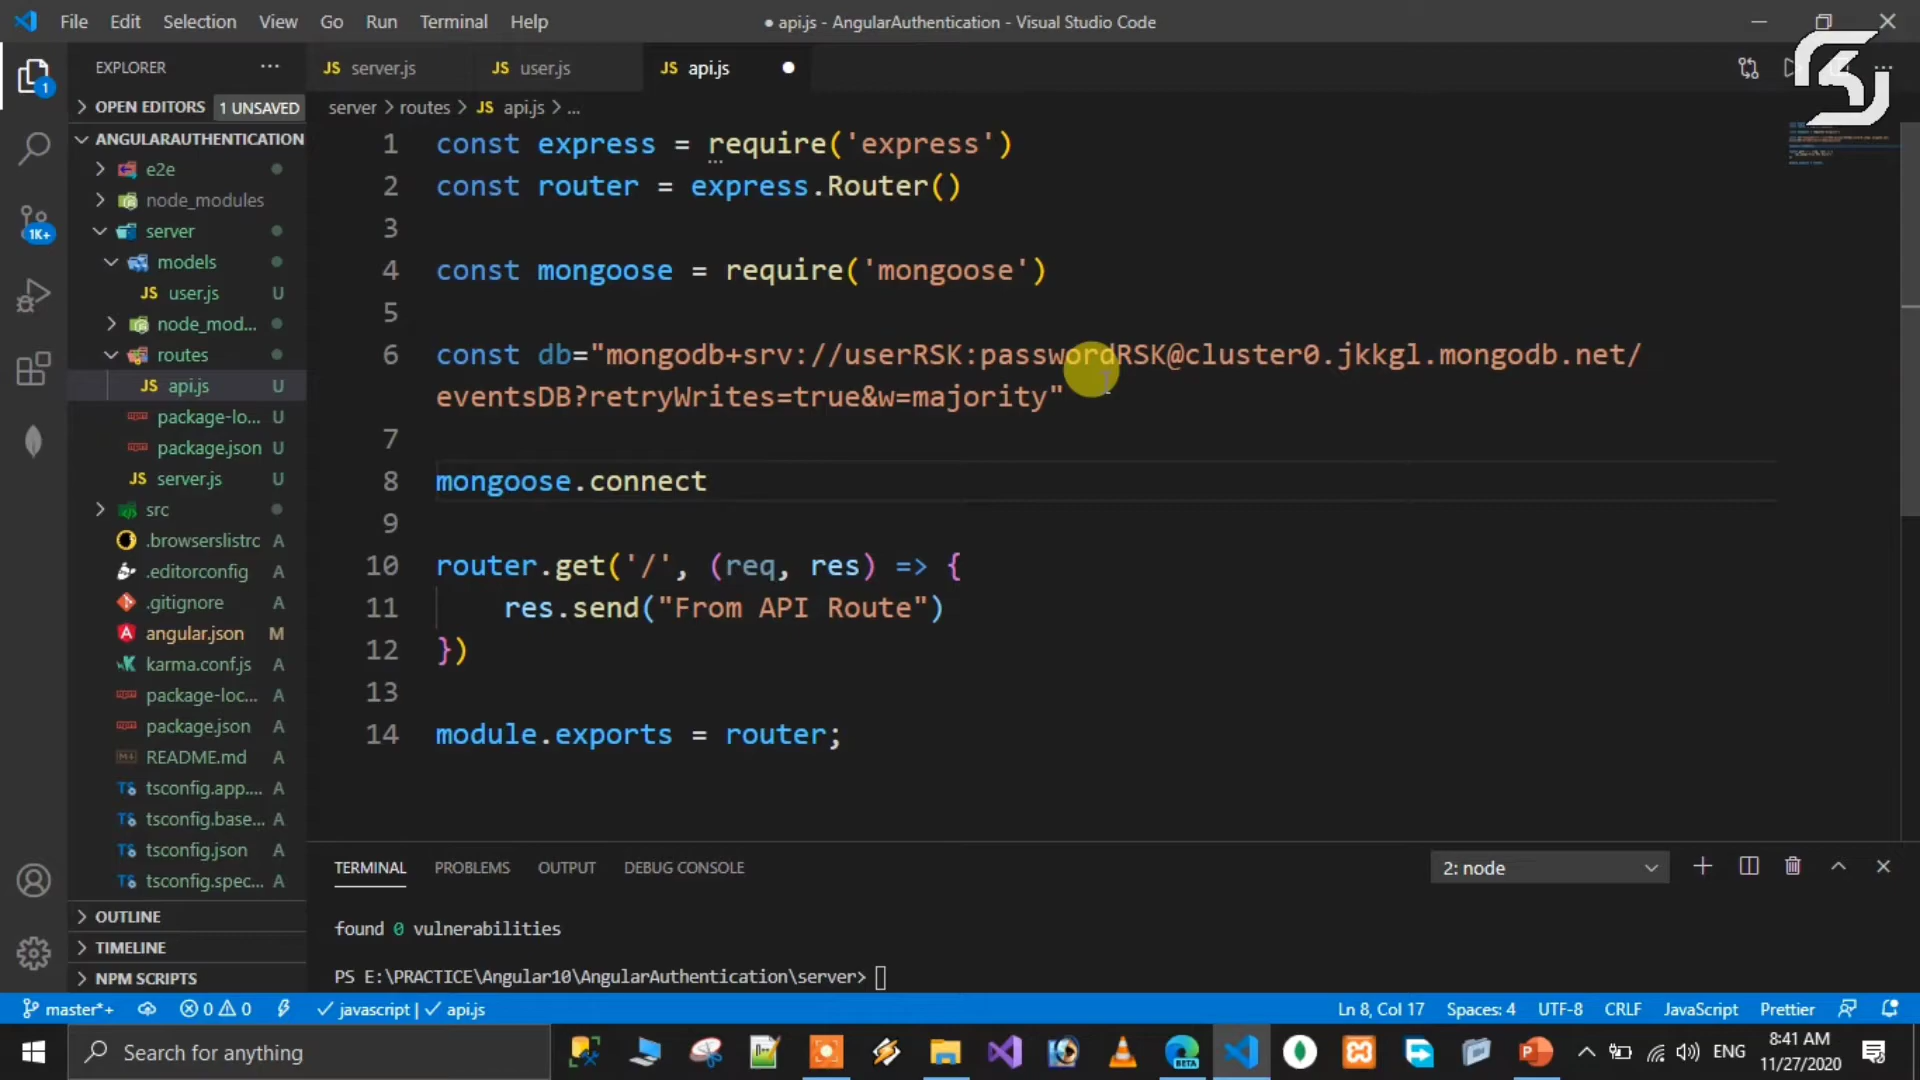 File Edit Selection View Go Run Terminal Help
● api.js - AngularAuthentication - Visual Studio Code
EXPLORER
OPEN EDITORS 1 UNSAVED
ANGULARAUTHENTICATION
e2e
node_modules
server
models
JS user.js U
node_mod...
routes
JS api.js U
package-lo... U
package.json U
JS server.js U
src
.browserslistrc A
.editorconfig A
.gitignore A
angular.json M
karma.conf.js A
package-loc... A
package.json A
README.md A
TS tsconfig.app.... A
TS tsconfig.base... A
TS tsconfig.json A
TS tsconfig.spec... A
OUTLINE
TIMELINE
NPM SCRIPTS
1
1K+
JS server.js JS user.js JS api.js ●
server > routes > JS api.js > ...
1 const express = require('express')
2 const router = express.Router()
3
4 const mongoose = require('mongoose')
5
6 const db="mongodb+srv://userRSK:passwordRSK@cluster0.jkkgl.mongodb.net/
eventsDB?retryWrites=true&w=majority"
7
8 mongoose.connect
9
10 router.get('/', (req, res) => {
11 res.send("From API Route")
12 })
13
14 module.exports = router;
TERMINAL PROBLEMS OUTPUT DEBUG CONSOLE 2: node
found 0 vulnerabilities
PS E:\PRACTICE\Angular10\AngularAuthentication\server>
master*+ 0 0 javascript | api.js Ln 8, Col 17 Spaces: 4 UTF-8 CRLF JavaScript Prettier
Search for anything
BETA
ENG
8:41 AM
11/27/2020